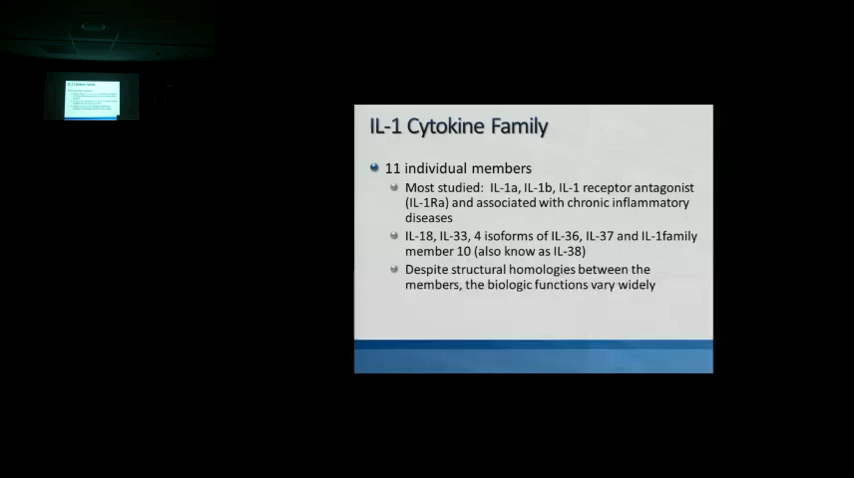 IL-1 Cytokine Family
11 individual members
Most studied: IL-1a, IL-1b, IL-1 receptor antagonist
(IL-1Ra) and associated with chronic inflammatory
diseases
IL-18, IL-33, 4 isoforms of IL-36, IL-37 and IL-1family
member 10 (also know as IL-38)
Despite structural homologies between the
members, the biologic functions vary widely